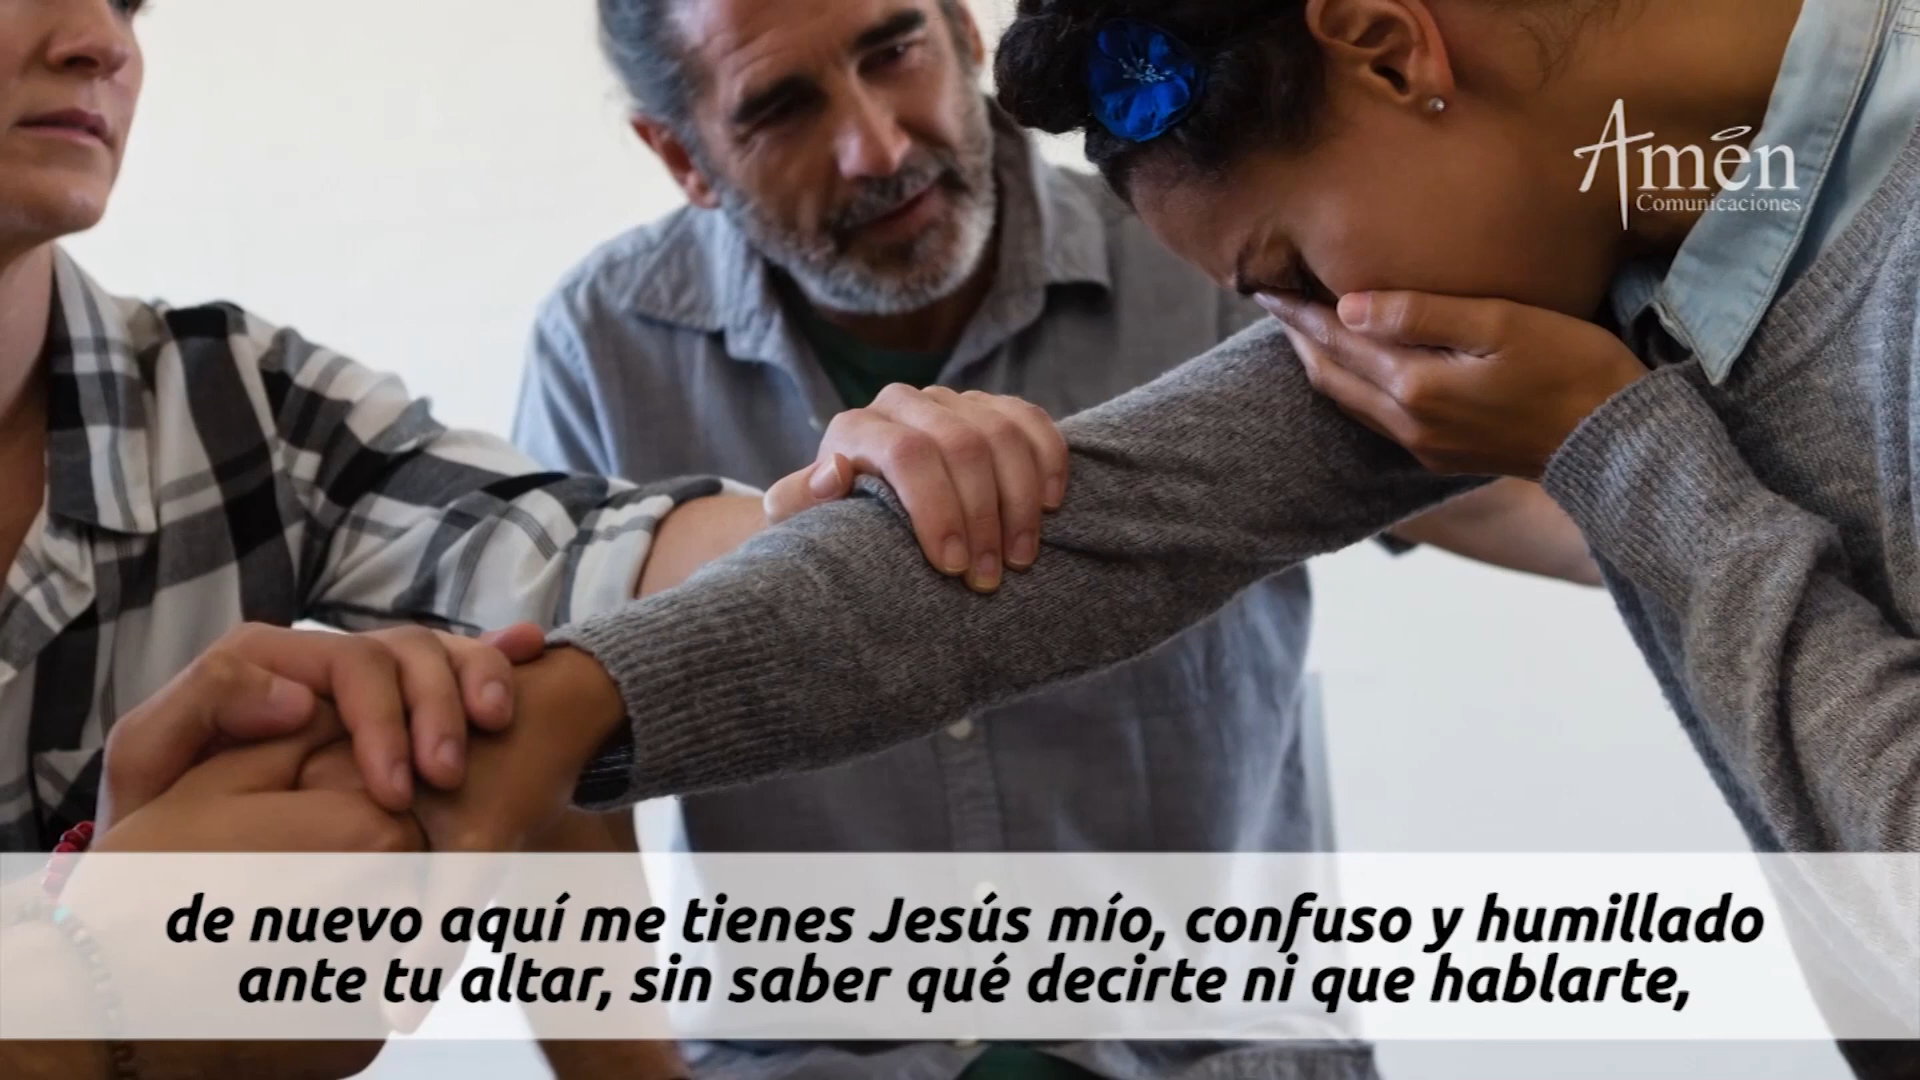 Amén
Comunicaciones
de nuevo aquí me tienes Jesús mío, confuso y humillado
ante tu altar, sin saber qué decirte ni que hablarte,